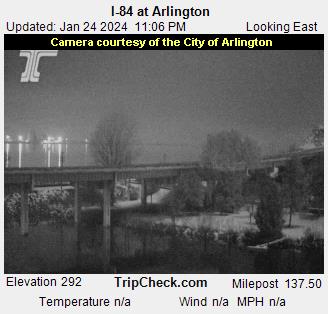 I-84 at Arlington
Updated: Jan 24 2024 11:06 PM Looking East
Camera courtesy of the City of Arlington
Elevation 292 TripCheck.com Milepost 137.50
Temperature n/a Wind n/a MPH n/a